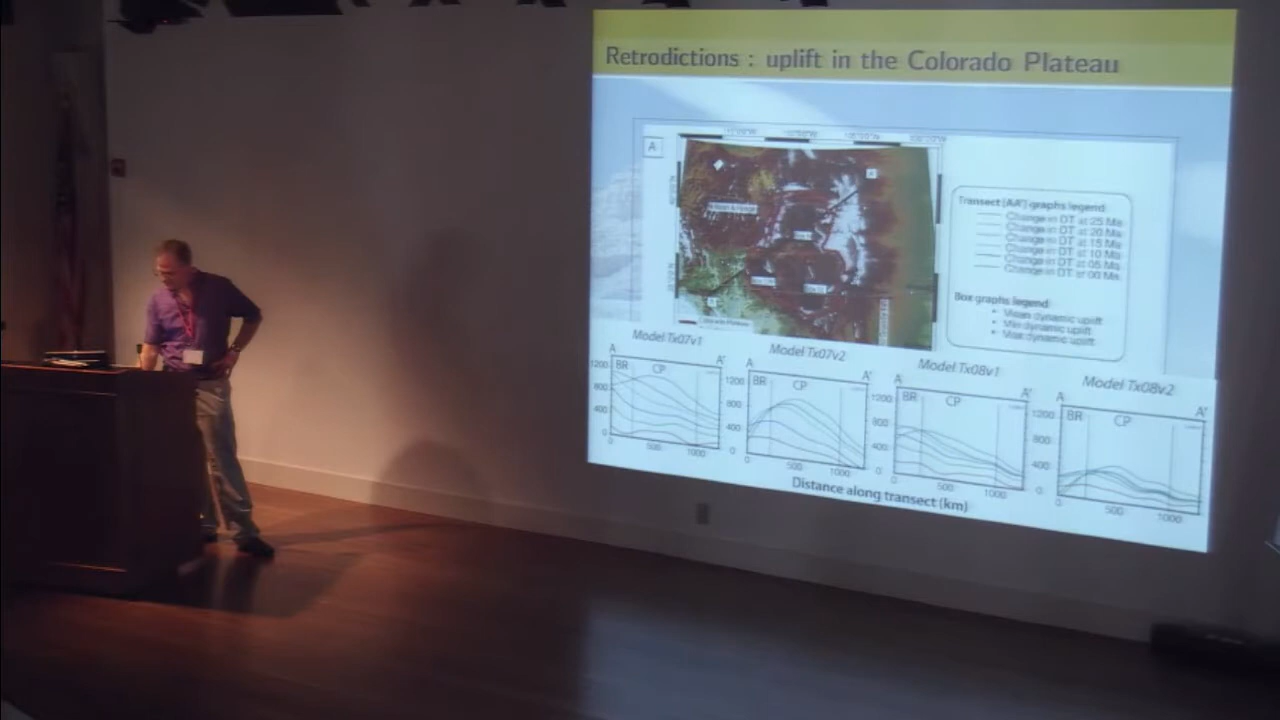 Retrodictions : uplift in the Colorado Plateau
A
Transect (AA') graphs legend
Change in DT at 25 Ma
Change in DT at 20 Ma
Change in DT at 15 Ma
Change in DT at 10 Ma
Change in DT at 05 Ma
Change in DT at 00 Ma
Box graphs legend
Mean dynamic uplift
Min dynamic uplift
Max dynamic uplift
Model Tx07v1
A A'
BR CP
1200
800
400
0
0 500 1000
Model Tx07v2
A A'
BR CP
1200
800
400
0
0 500 1000
Model Tx08v1
A A'
BR CP
1200
800
400
0
0 500 1000
Model Tx08v2
A A'
BR CP
1200
800
400
0
0 500 1000
Distance along transect (km)